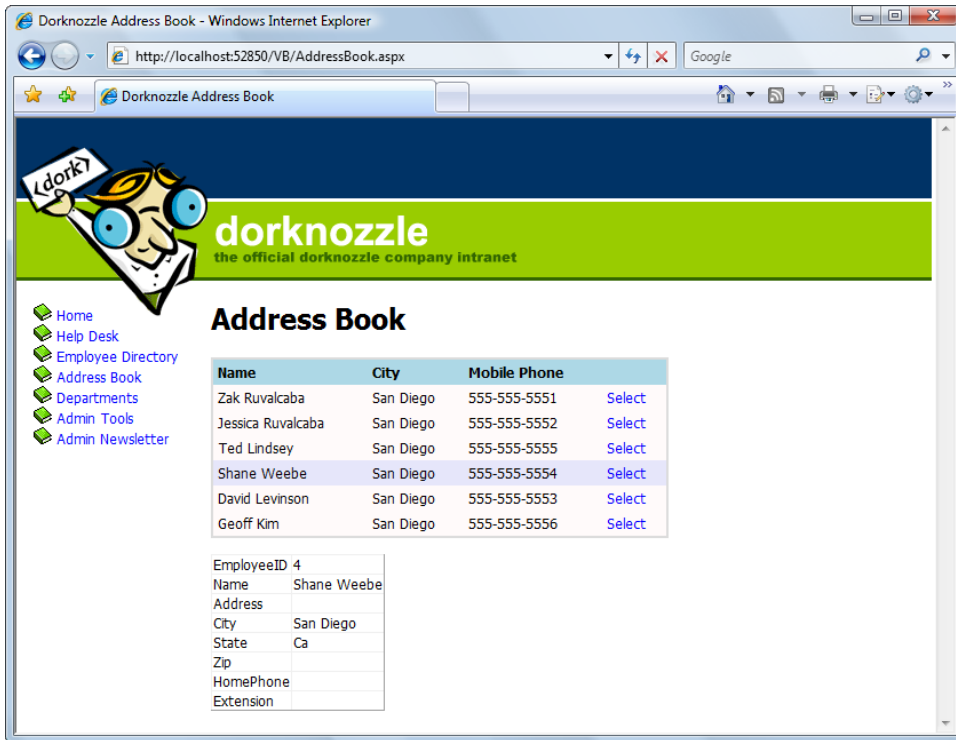 Dorknozzle Address Book - Windows Internet Explorer
http://localhost:52850/VB/AddressBook.aspx
Google
Dorknozzle Address Book
<dork>
dorknozzle
the official dorknozzle company intranet
Home
Help Desk
Employee Directory
Address Book
Departments
Admin Tools
Admin Newsletter
Address Book
Name City Mobile Phone
Zak Ruvalcaba San Diego 555-555-5551 Select
Jessica Ruvalcaba San Diego 555-555-5552 Select
Ted Lindsey San Diego 555-555-5555 Select
Shane Weebe San Diego 555-555-5554 Select
David Levinson San Diego 555-555-5553 Select
Geoff Kim San Diego 555-555-5556 Select
EmployeeID 4
Name Shane Weebe
Address
City San Diego
State Ca
Zip
HomePhone
Extension